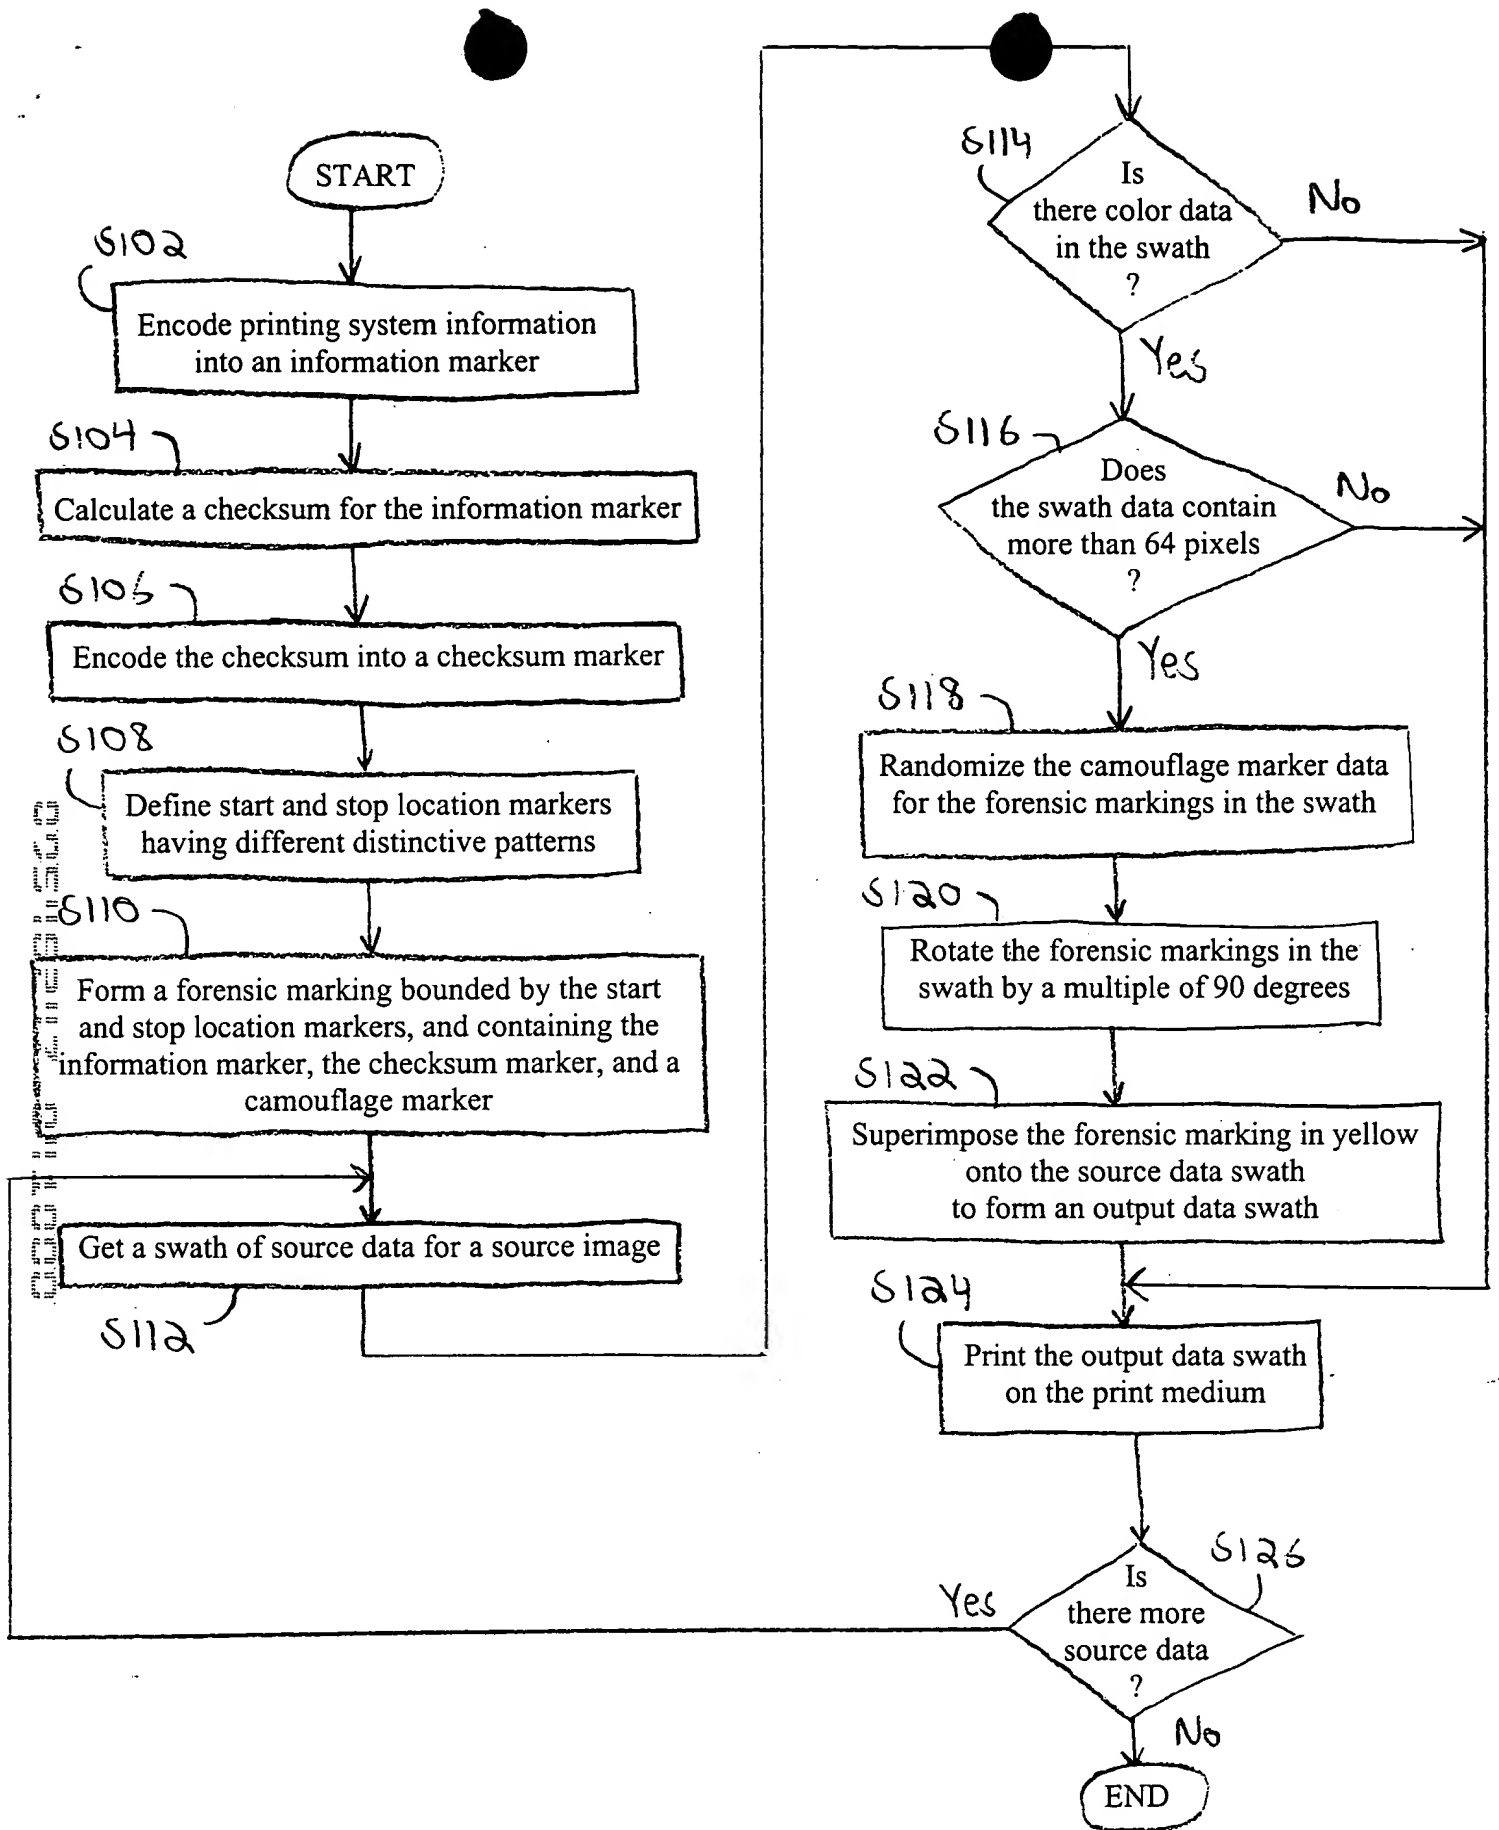 START
S102
Encode printing system information
into an information marker
S104
Calculate a checksum for the information marker
S106
Encode the checksum into a checksum marker
S108
Define start and stop location markers
having different distinctive patterns
S110
Form a forensic marking bounded by the start
and stop location markers, and containing the
information marker, the checksum marker, and a
camouflage marker
Get a swath of source data for a source image
S112
S114
Is
there color data
in the swath
?
No
Yes
S116
Does
the swath data contain
more than 64 pixels
?
No
Yes
S118
Randomize the camouflage marker data
for the forensic markings in the swath
S120
Rotate the forensic markings in the
swath by a multiple of 90 degrees
S122
Superimpose the forensic marking in yellow
onto the source data swath
to form an output data swath
S124
Print the output data swath
on the print medium
S126
Is
there more
source data
?
Yes
No
END